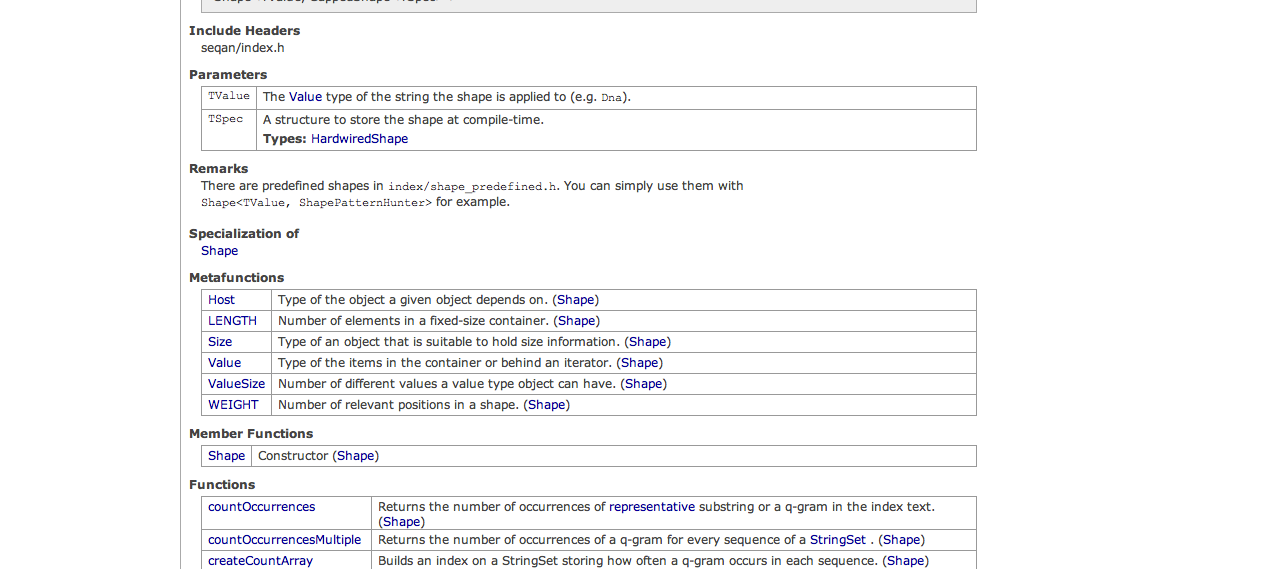 Include Headers
seqan/index.h
Parameters
TValue The Value type of the string the shape is applied to (e.g. Dna).
TSpec A structure to store the shape at compile-time.
Types: HardwiredShape
Remarks
There are predefined shapes in index/shape_predefined.h. You can simply use them with
Shape<TValue, ShapePatternHunter> for example.
Specialization of
Shape
Metafunctions
Host Type of the object a given object depends on. (Shape)
LENGTH Number of elements in a fixed-size container. (Shape)
Size Type of an object that is suitable to hold size information. (Shape)
Value Type of the items in the container or behind an iterator. (Shape)
ValueSize Number of different values a value type object can have. (Shape)
WEIGHT Number of relevant positions in a shape. (Shape)
Member Functions
Shape Constructor (Shape)
Functions
countOccurrences Returns the number of occurrences of representative substring or a q-gram in the index text.
(Shape)
countOccurrencesMultiple Returns the number of occurrences of a q-gram for every sequence of a StringSet . (Shape)
createCountArray Builds an index on a StringSet storing how often a q-gram occurs in each sequence. (Shape)